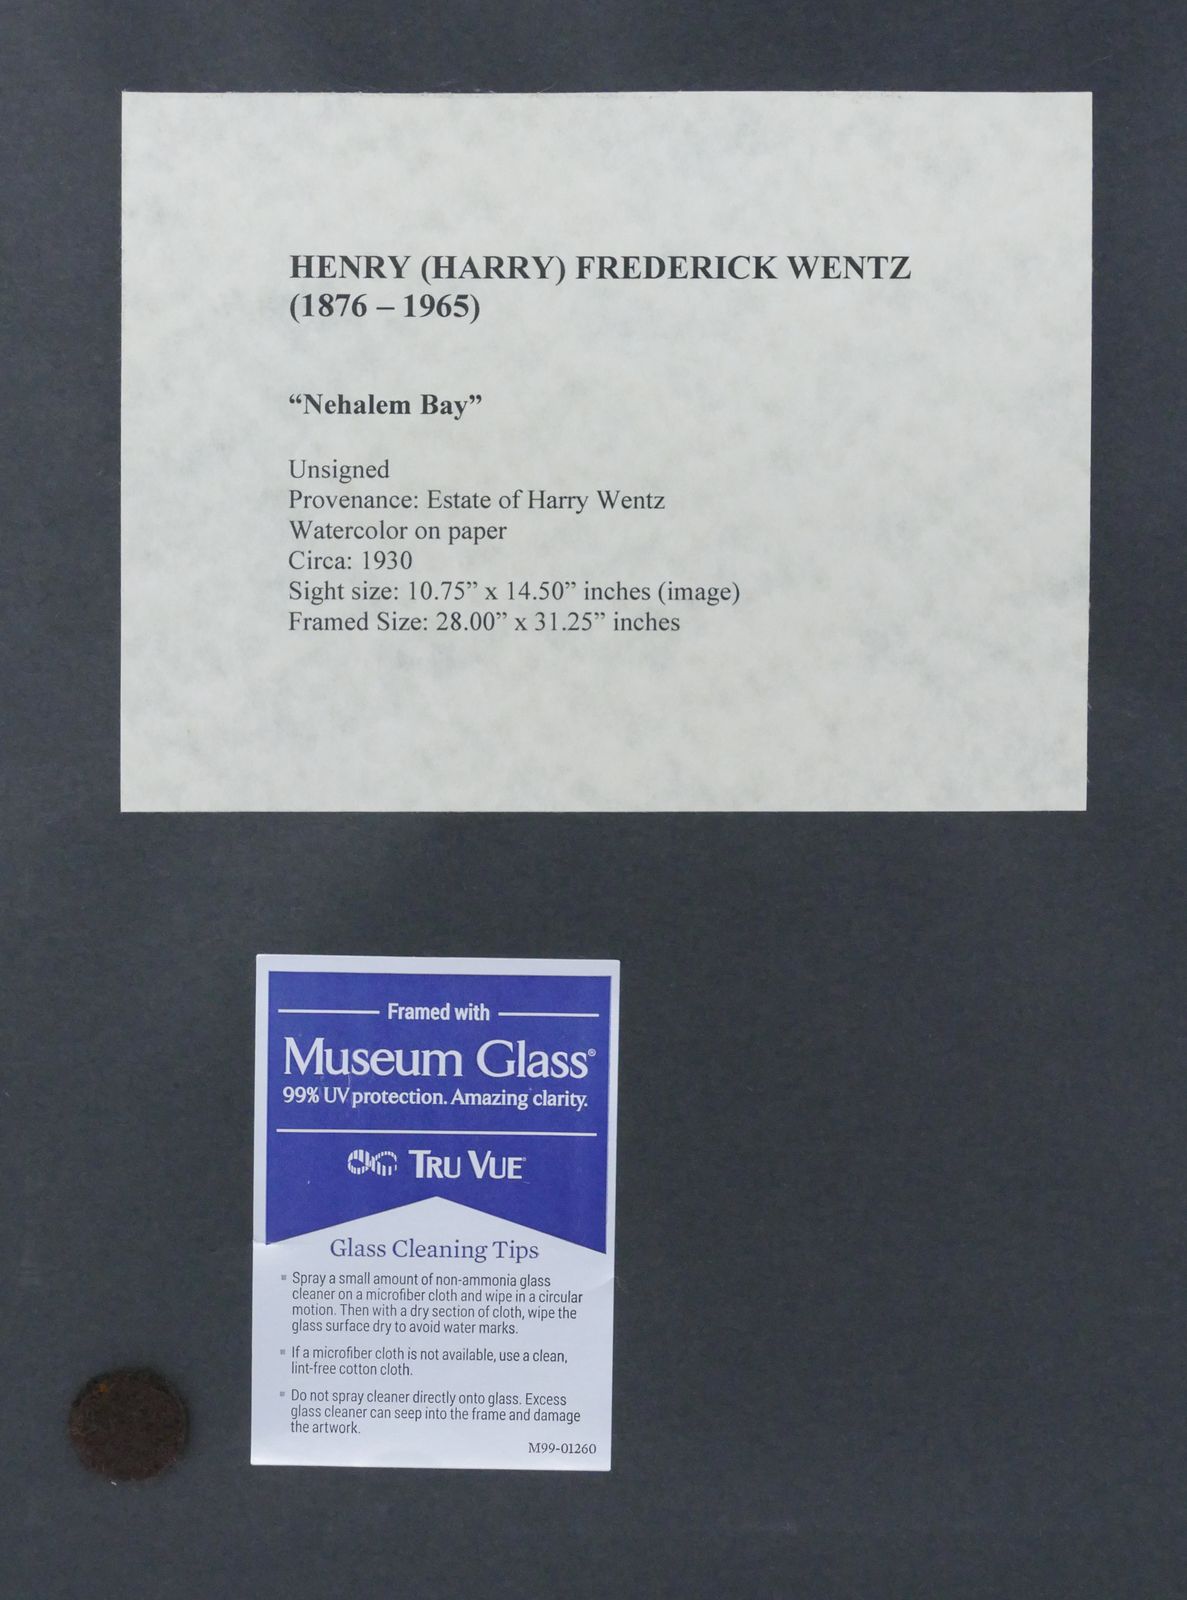 HENRY (HARRY) FREDERICK WENTZ
(1876 – 1965)
“Nehalem Bay”
Unsigned
Provenance: Estate of Harry Wentz
Watercolor on paper
Circa: 1930
Sight size: 10.75” x 14.50” inches (image)
Framed Size: 28.00” x 31.25” inches
Framed with
Museum Glass®
99% UV protection. Amazing clarity.
TRU VUE®
Glass Cleaning Tips
▪ Spray a small amount of non-ammonia glass
cleaner on a microfiber cloth and wipe in a circular
motion. Then with a dry section of cloth, wipe the
glass surface dry to avoid water marks.
▪ If a microfiber cloth is not available, use a clean,
lint-free cotton cloth.
▪ Do not spray cleaner directly onto glass. Excess
glass cleaner can seep into the frame and damage
the artwork.
M99-01260